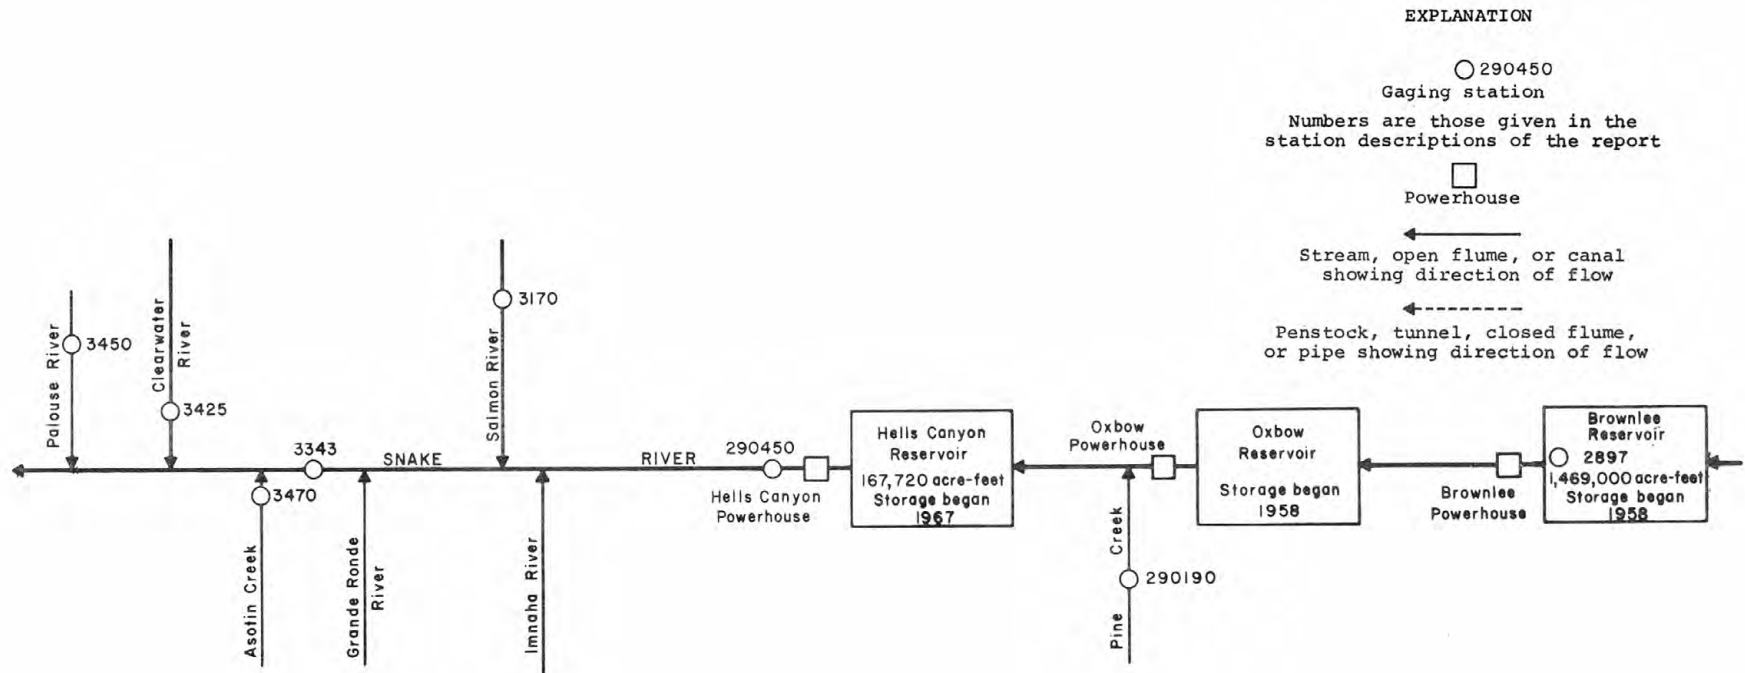 EXPLANATION
290450
Gaging station
Numbers are those given in the
station descriptions of the report
Powerhouse
Stream, open flume, or canal
showing direction of flow
Penstock, tunnel, closed flume,
or pipe showing direction of flow
Palouse River
3450
Clearwater
River
3425
Salmon River
3170
3343
SNAKE
RIVER
290450
Hells Canyon
Powerhouse
Hells Canyon
Reservoir
167,720 acre-feet
Storage began
1967
Oxbow
Powerhouse
Oxbow
Reservoir
Storage began
1958
Brownlee
Powerhouse
Brownlee
Reservoir
2897
1,469,000 acre-feet
Storage began
1958
3470
Asotin Creek
Grande Ronde
River
Imnaha River
Pine Creek
290190